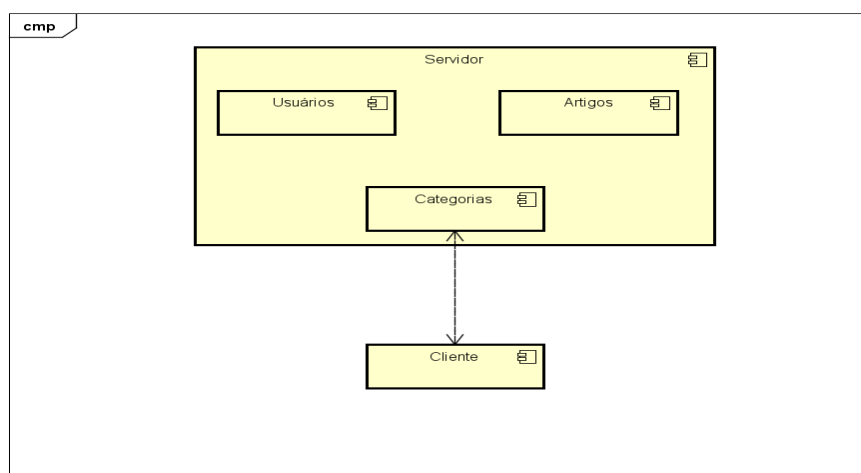 cmp
Servidor
Usuários
Artigos
Categorias
Cliente